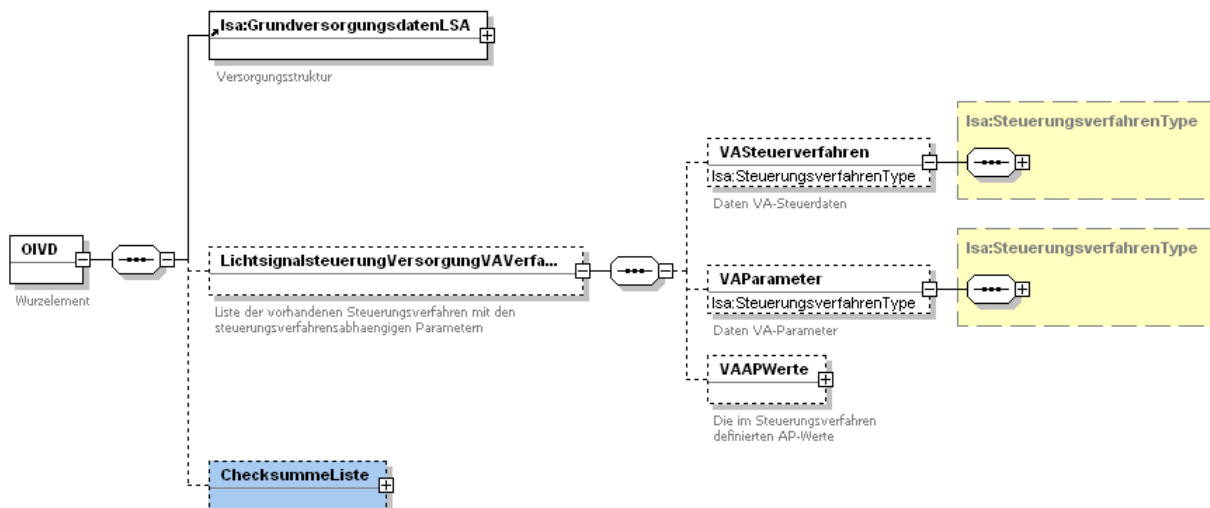 lsa:GrundversorgungsdatenLSA
Versorgungsstruktur
lsa:SteuerungsverfahrenType
VASteuerverfahren
lsa:SteuerungsverfahrenType
Daten VA-Steuerdaten
OIVD
Wurzelement
LichtsignalsteuerungVersorgungVAVerfa...
Liste der vorhandenen Steuerungsverfahren mit den
steuerungsverfahrensabhaengigen Parametern
lsa:SteuerungsverfahrenType
VAParameter
lsa:SteuerungsverfahrenType
Daten VA-Parameter
VAAPWerte
Die im Steuerungsverfahren
definierten AP-Werte
ChecksummeListe